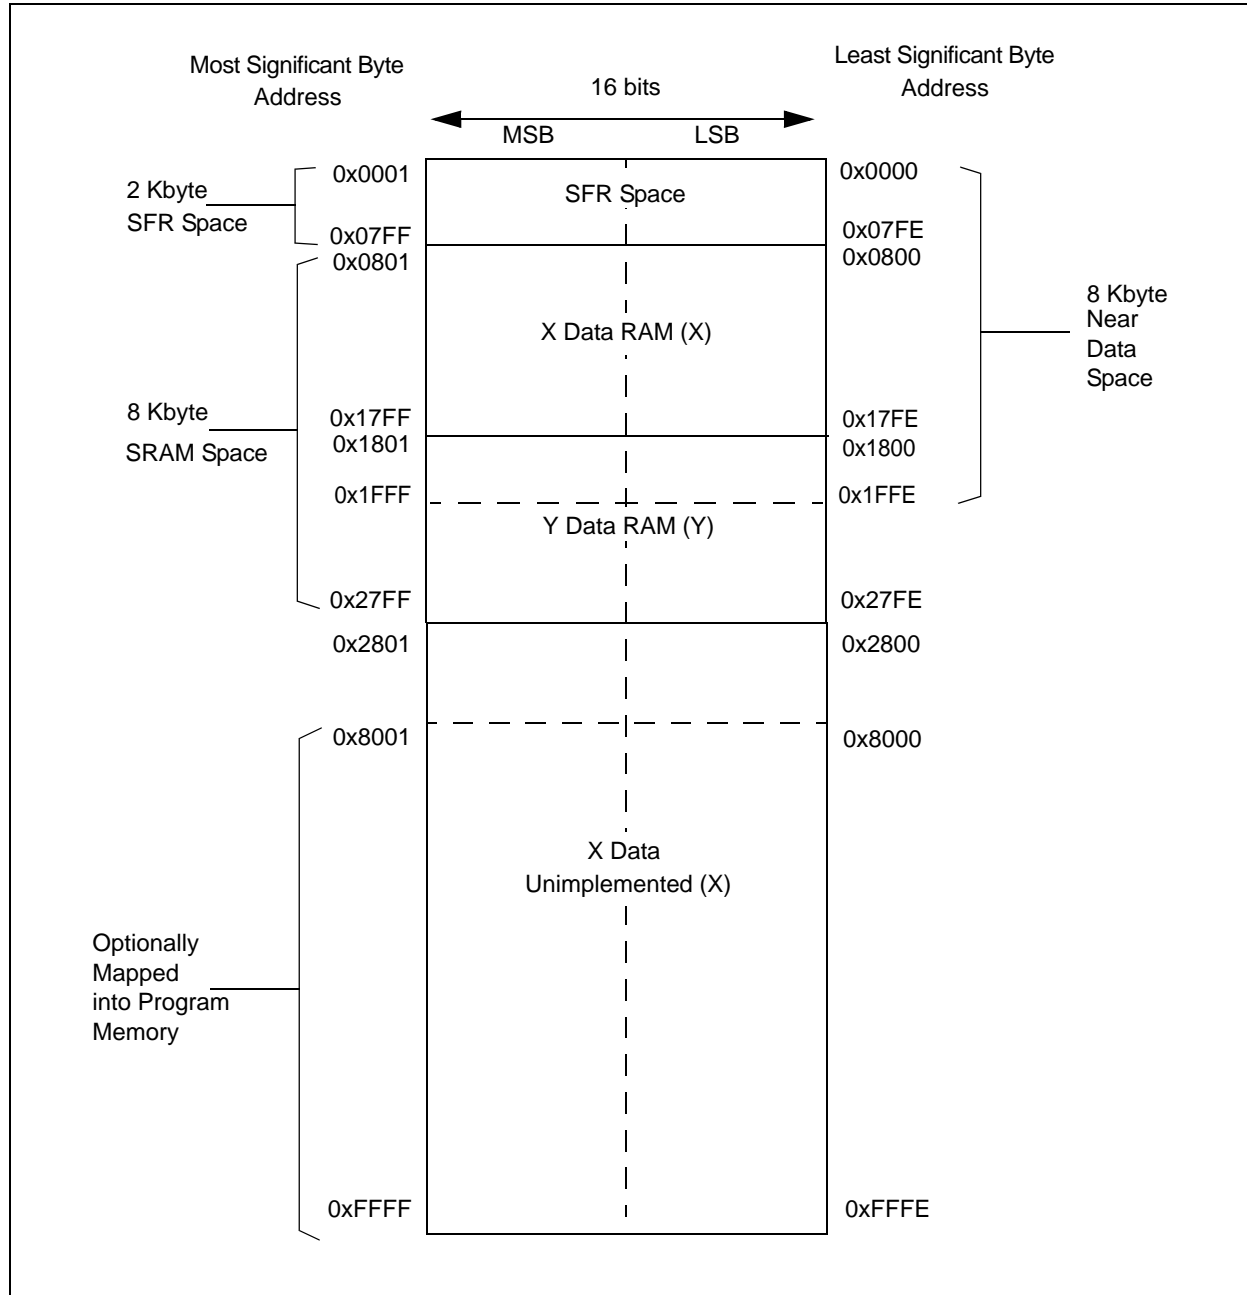 Most Significant Byte
Address
16 bits
Least Significant Byte
Address
MSB
LSB
0x0001
0x0000
2 Kbyte
SFR Space
SFR Space
0x07FF
0x07FE
0x0801
0x0800
8 Kbyte
Near
Data
Space
X Data RAM (X)
8 Kbyte
SRAM Space
0x17FF
0x17FE
0x1801
0x1800
0x1FFF
0x1FFE
Y Data RAM (Y)
0x27FF
0x27FE
0x2801
0x2800
0x8001
0x8000
X Data
Unimplemented (X)
Optionally
Mapped
into Program
Memory
0xFFFF
0xFFFE